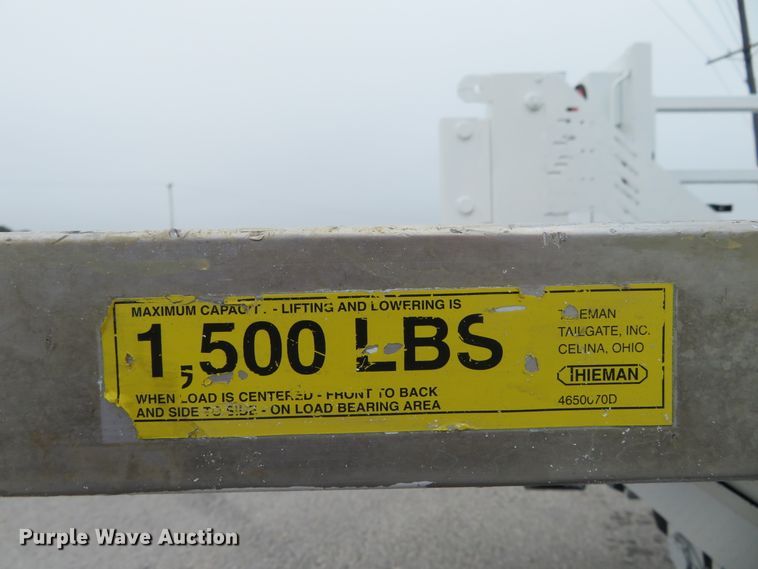 MAXIMUM CAPACITY - LIFTING AND LOWERING IS
1,500 LBS
WHEN LOAD IS CENTERED - FRONT TO BACK
AND SIDE TO SIDE - ON LOAD BEARING AREA
THIEMAN
TAILGATE, INC.
CELINA, OHIO
THIEMAN
4650070D
Purple Wave Auction